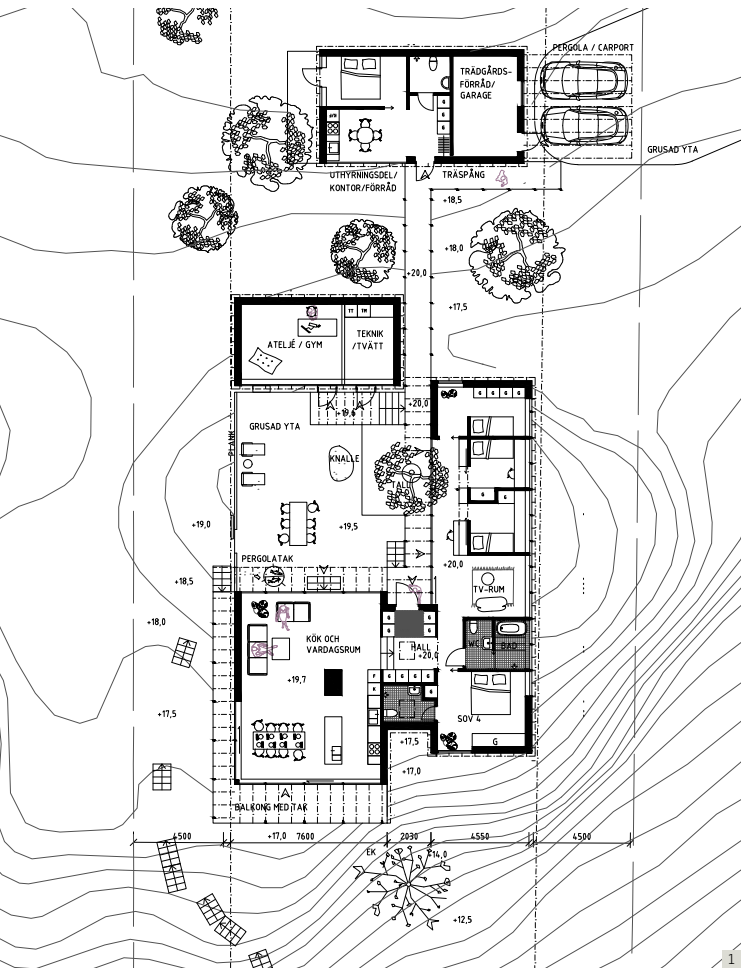 PERGOLA / CARPORT
TRÄDGÅRDS-
FÖRRÅD/
GARAGE
GRUSAD YTA
UTHYRNINGSDEL/
KONTOR/FÖRRÅD
TRÄSPÅNG
+18,5
+18,0
+20,0
+17,5
TT TM
TEKNIK
/TVÄTT
ATELJÉ / GYM
G G G G
+19,6
+20,0
GRUSAD YTA
PLANK
KNALLE
TALL
G
G
+19,0
+19,5
PERGOLATAK
+20,0
+18,5
TV-RUM
+18,0
KÖK OCH
VARDAGSRUM
G
G
G
G
HALL
+20,0
WC
BAD
+19,7
F
K
G G G G
G
SOV 4
+17,5
+17,5
G
+17,0
BALKONG MED TAK
4500
+17,0
7600
2030
4550
4500
EK
+14,0
+12,5
1